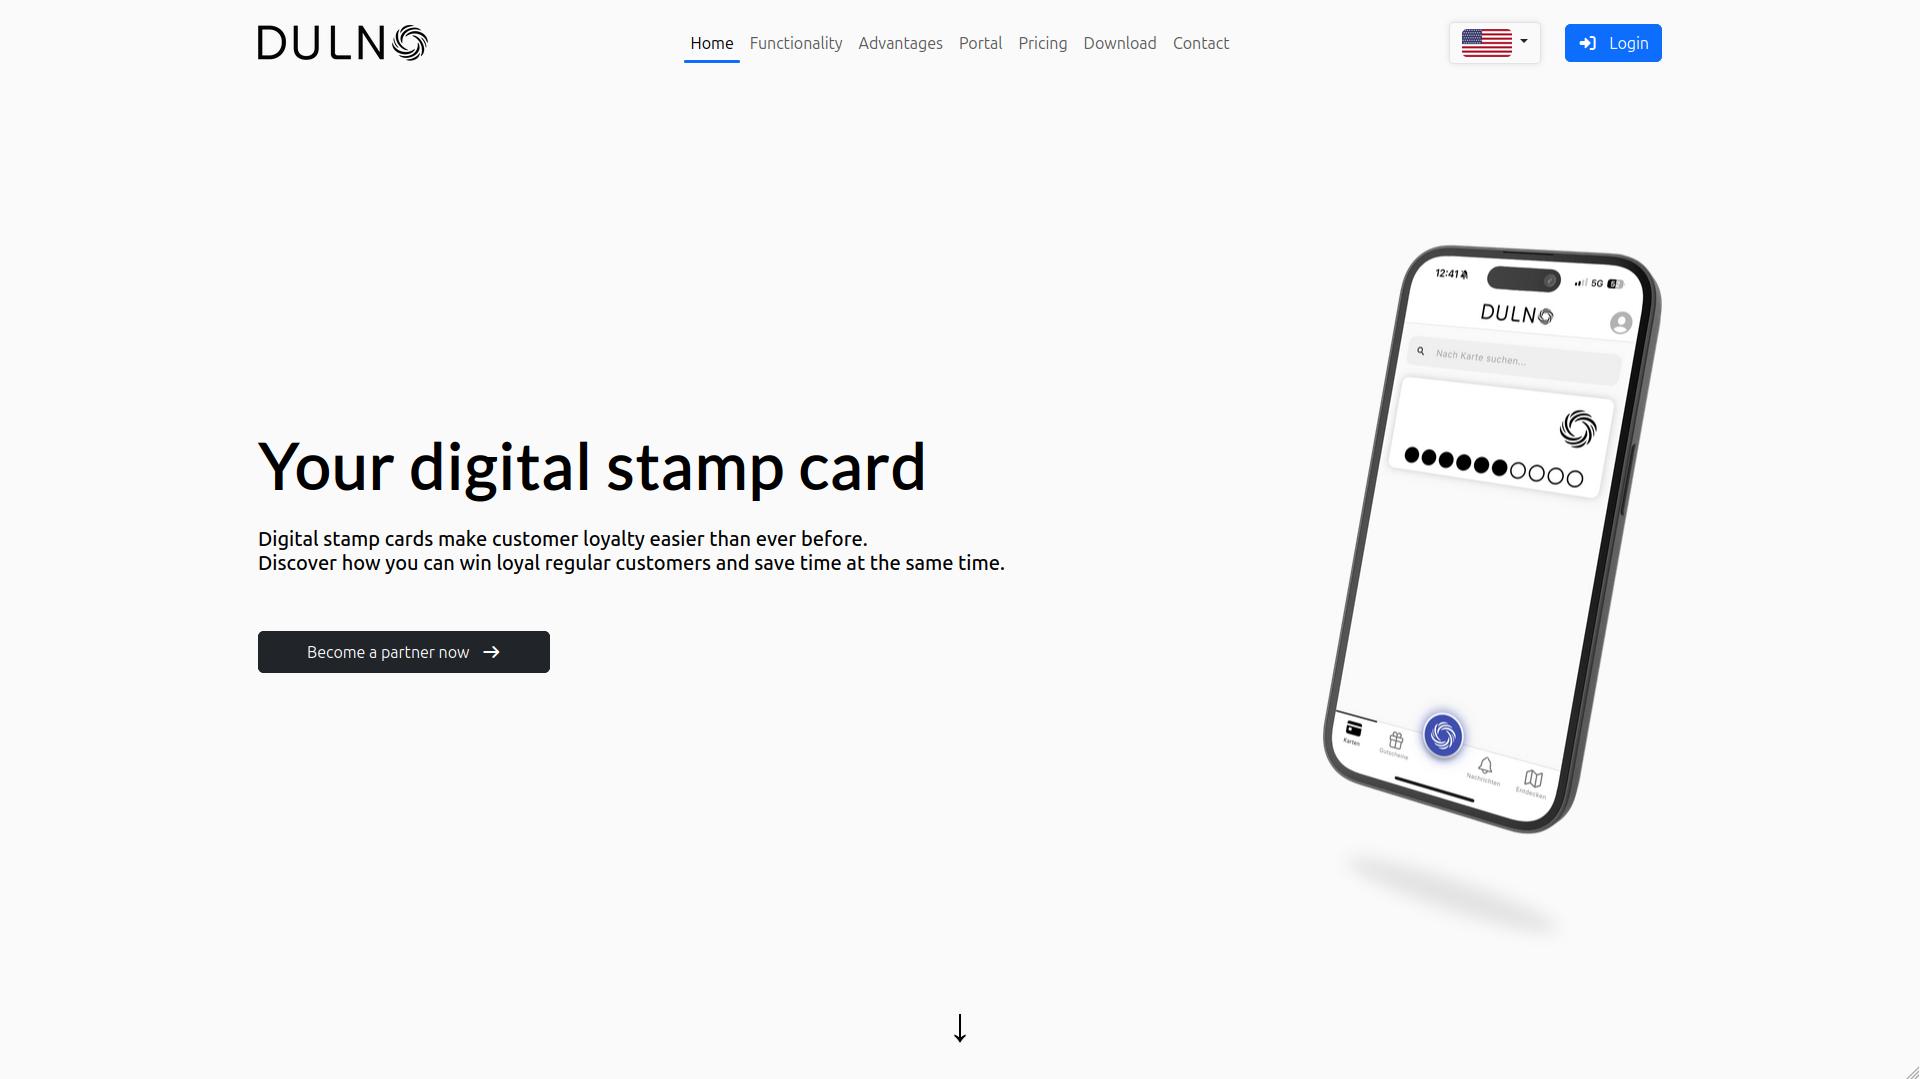 DULNO
Home Functionality Advantages Portal Pricing Download Contact
Login
Your digital stamp card
Digital stamp cards make customer loyalty easier than ever before.
Discover how you can win loyal regular customers and save time at the same time.
Become a partner now
12:41
5G
DULNO
Nach Karte suchen...
Karten
Gutscheine
Nachrichten
Entdecken